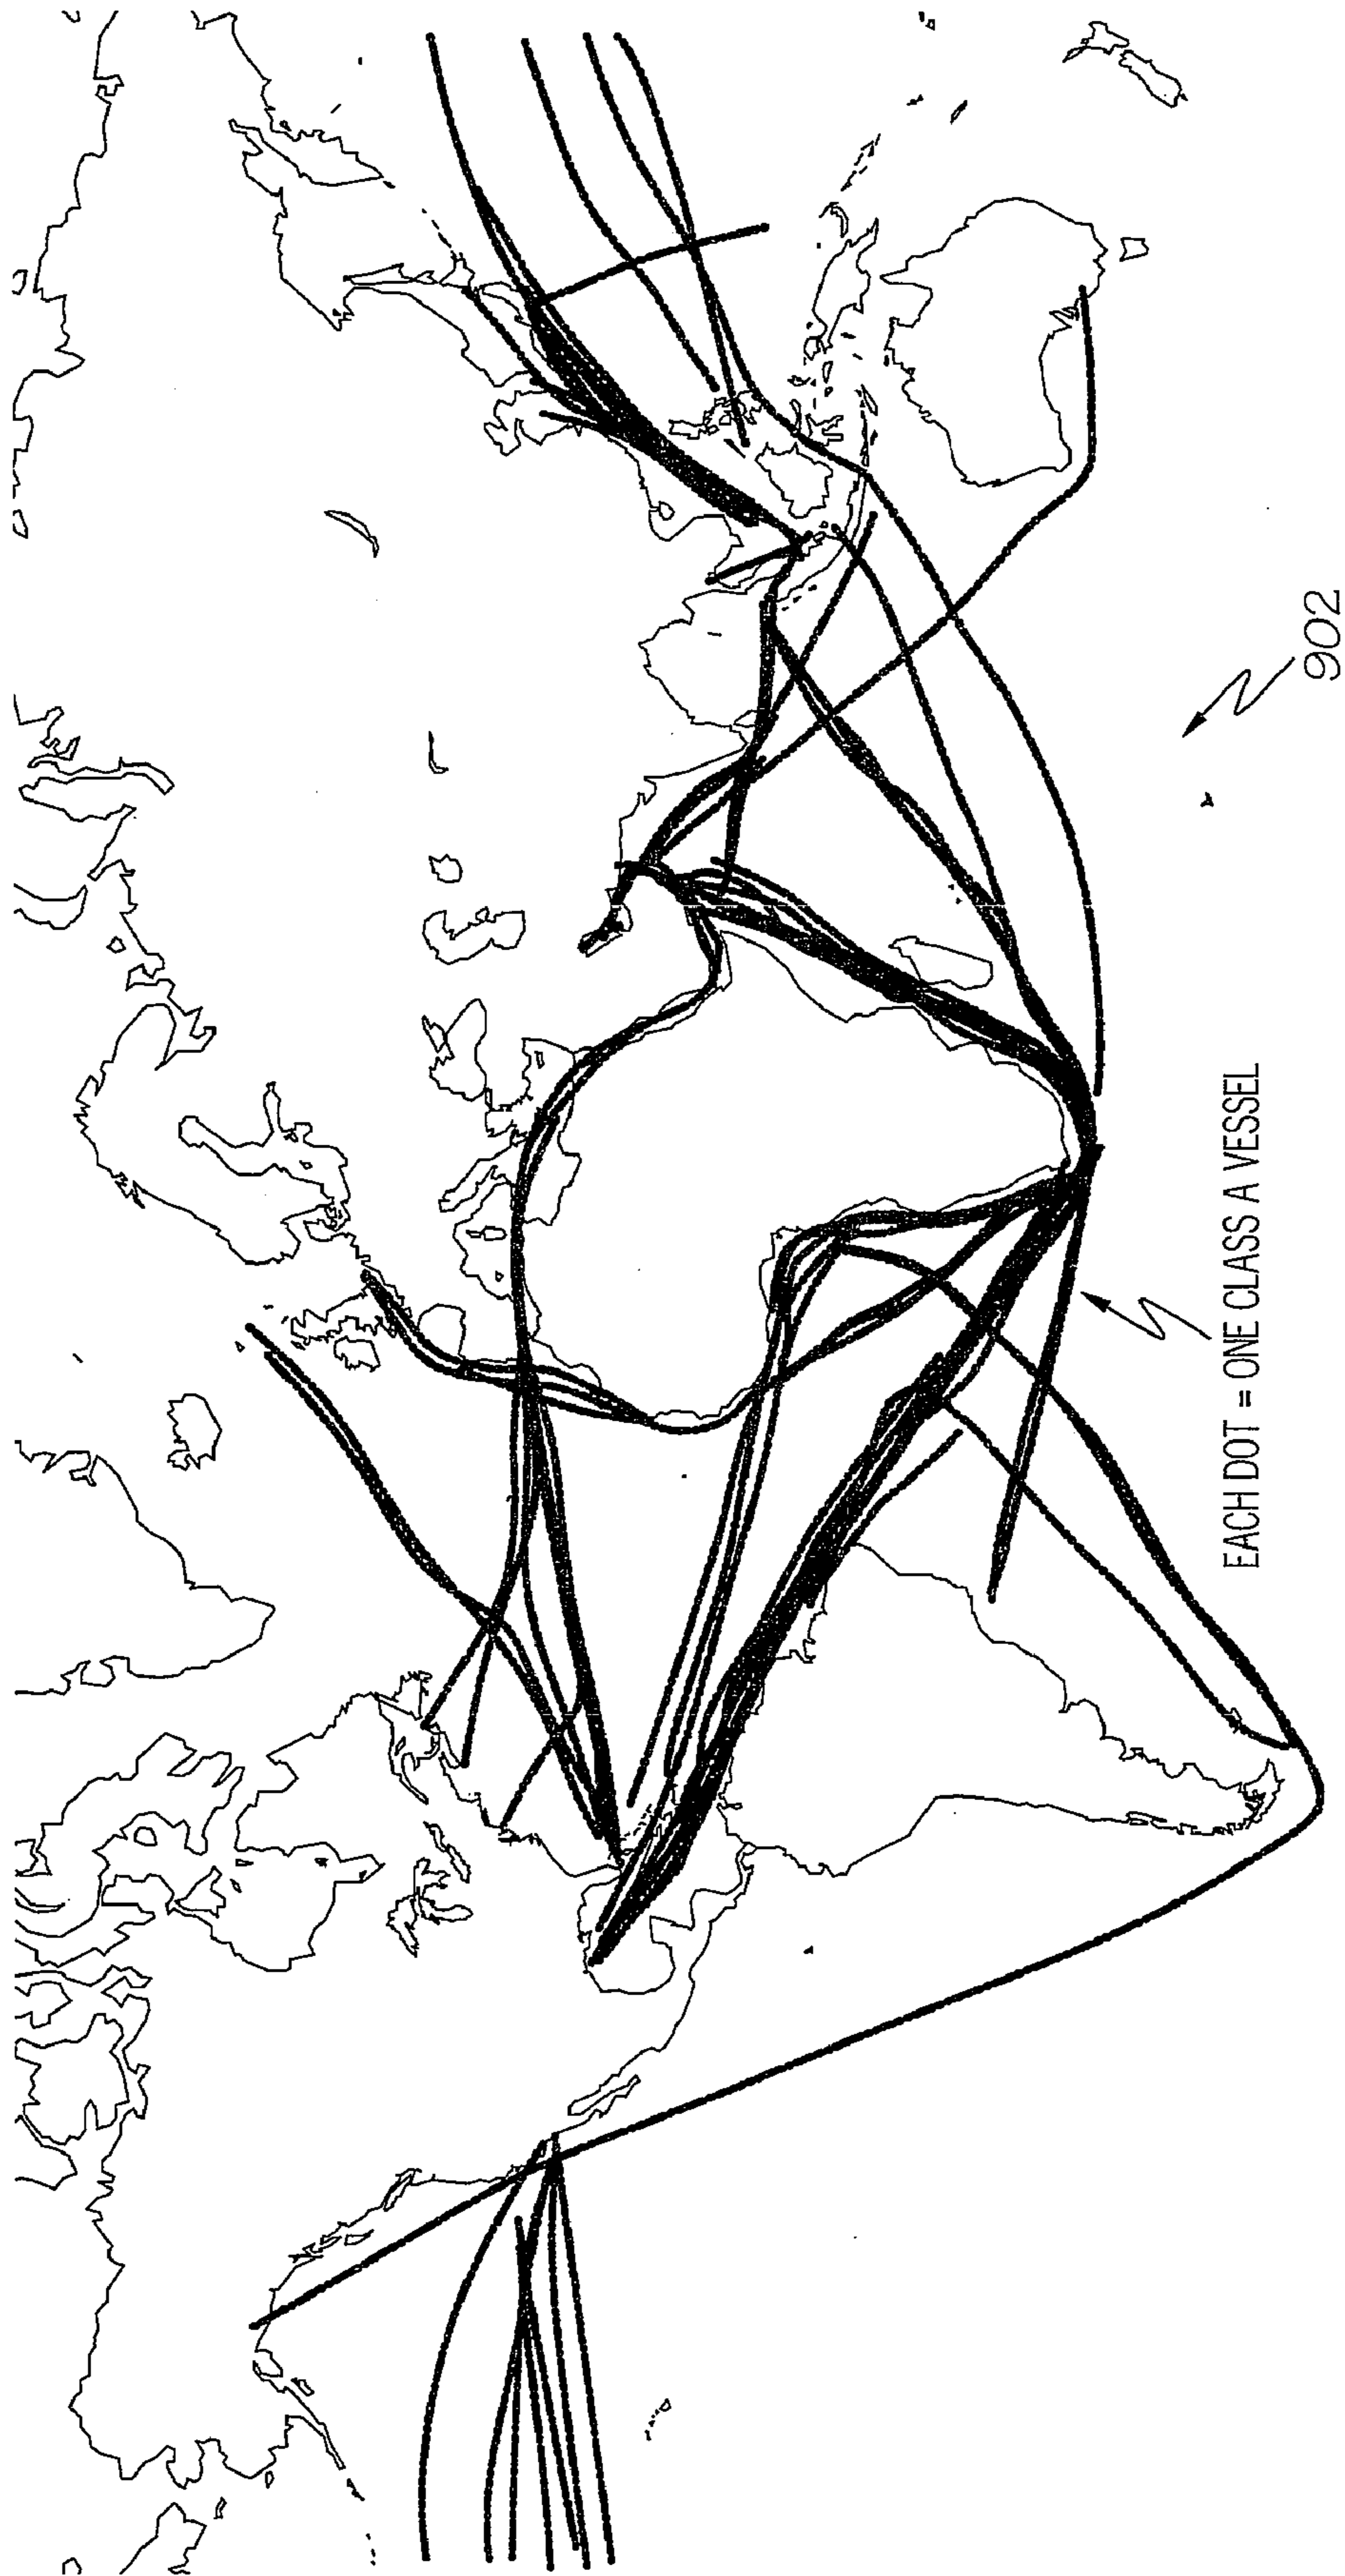 EACH DOT = ONE CLASS A VESSEL
902